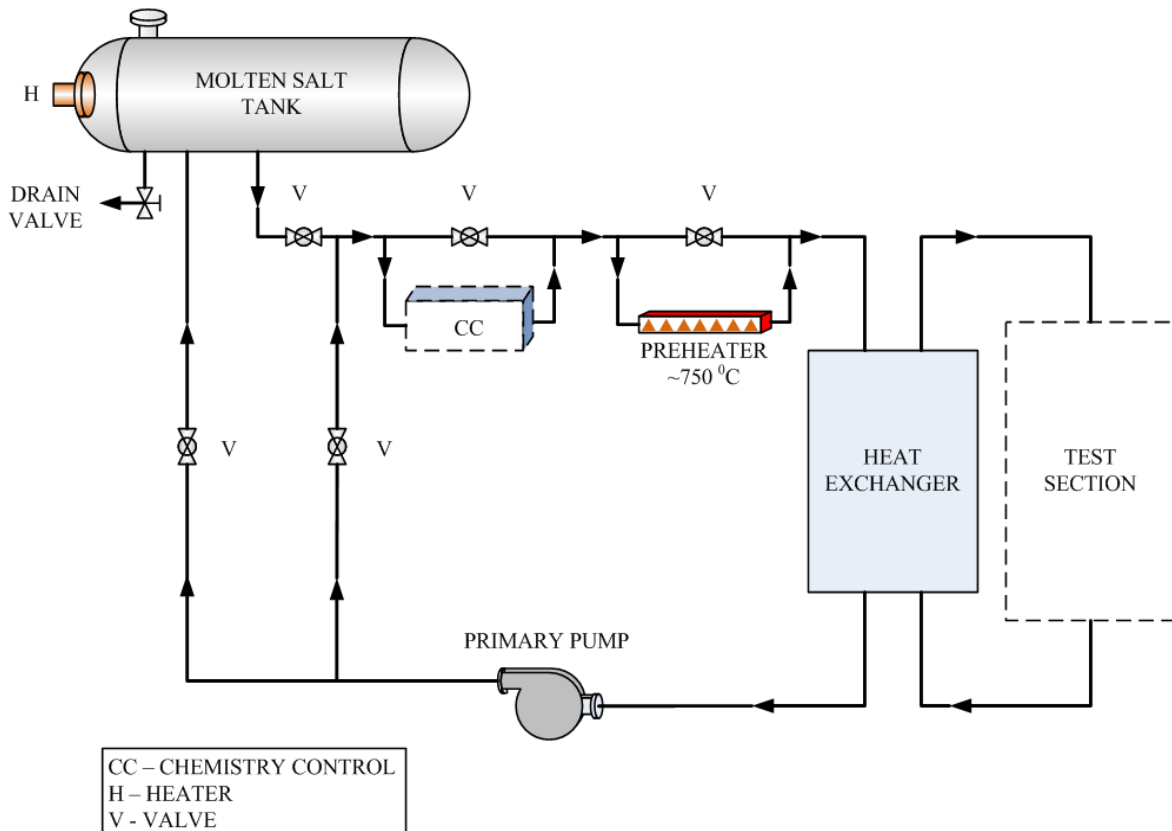 MOLTEN SALT
TANK
H
DRAIN
VALVE
V
V
V
CC
PREHEATER
~750 ⁰C
V
V
HEAT
EXCHANGER
TEST
SECTION
PRIMARY PUMP
CC – CHEMISTRY CONTROL
H – HEATER
V - VALVE